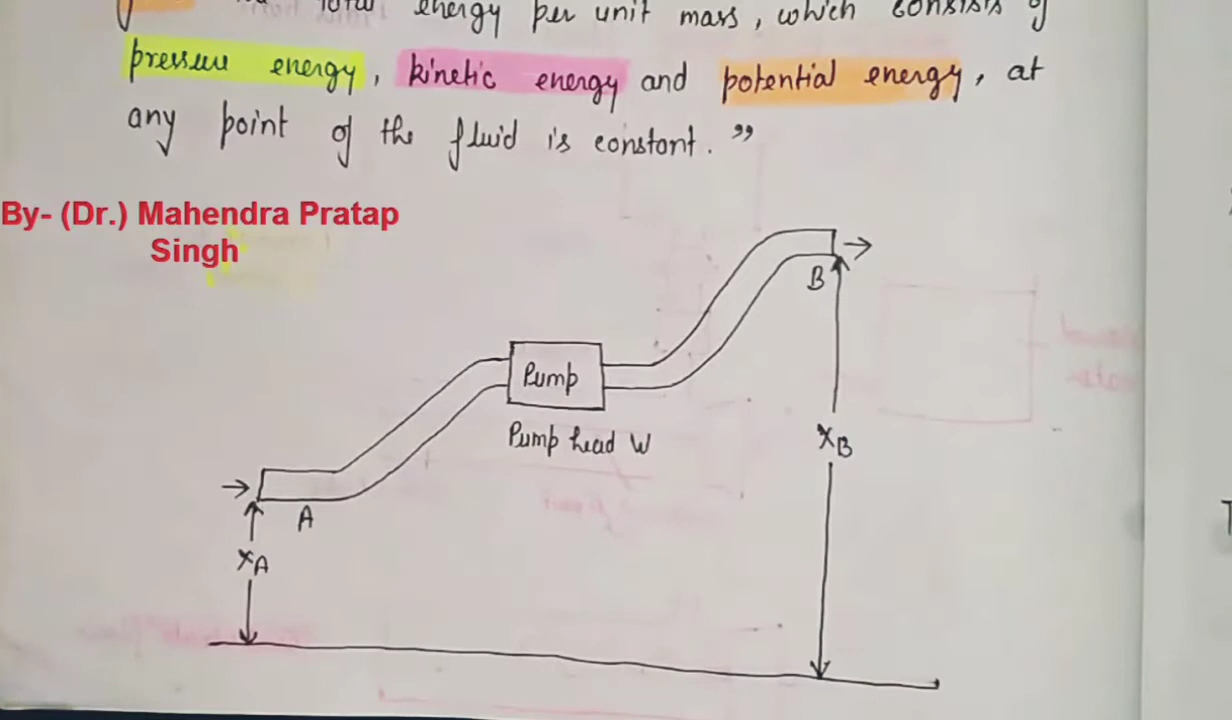 total energy per unit mass, which consists of
pressure energy, kinetic energy and potential energy, at
any point of the fluid is constant.”
By- (Dr.) Mahendra Pratap
Singh
B
Pump
Pump head W
XB
A
XA